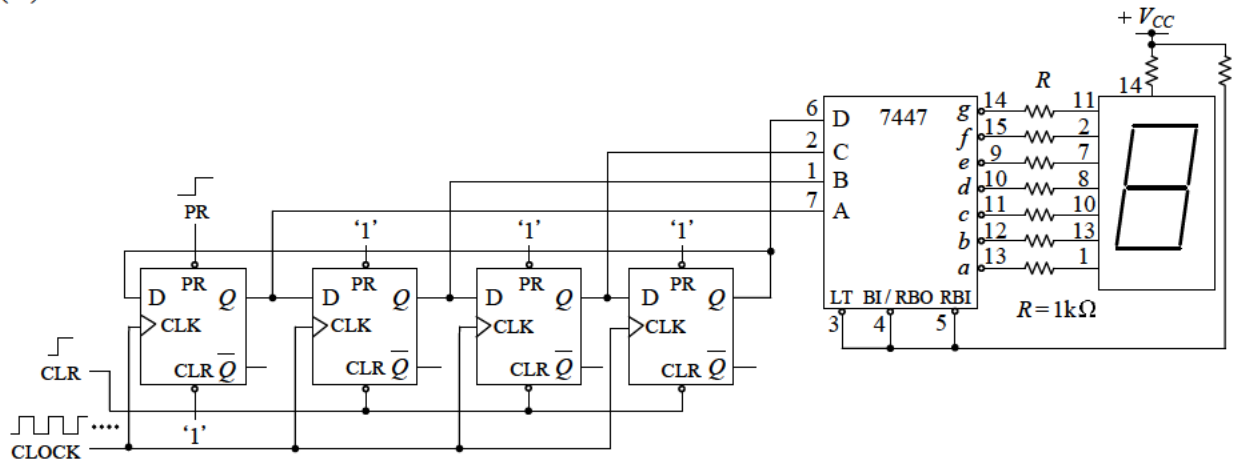 + V_CC
14
R
6 D 7447 g 14 11
2 C f 15 2
1 B e 9 7
7 A d 10 8
c 11 10
b 12 13
a 13 1
LT BI / RBO RBI
3 4 5
R = 1kΩ
PR
'1' '1' '1'
PR PR PR PR
D Q D Q D Q D Q
CLK CLK CLK CLK
CLR Q̅ CLR Q̅ CLR Q̅ CLR Q̅
CLR
'1'
CLOCK